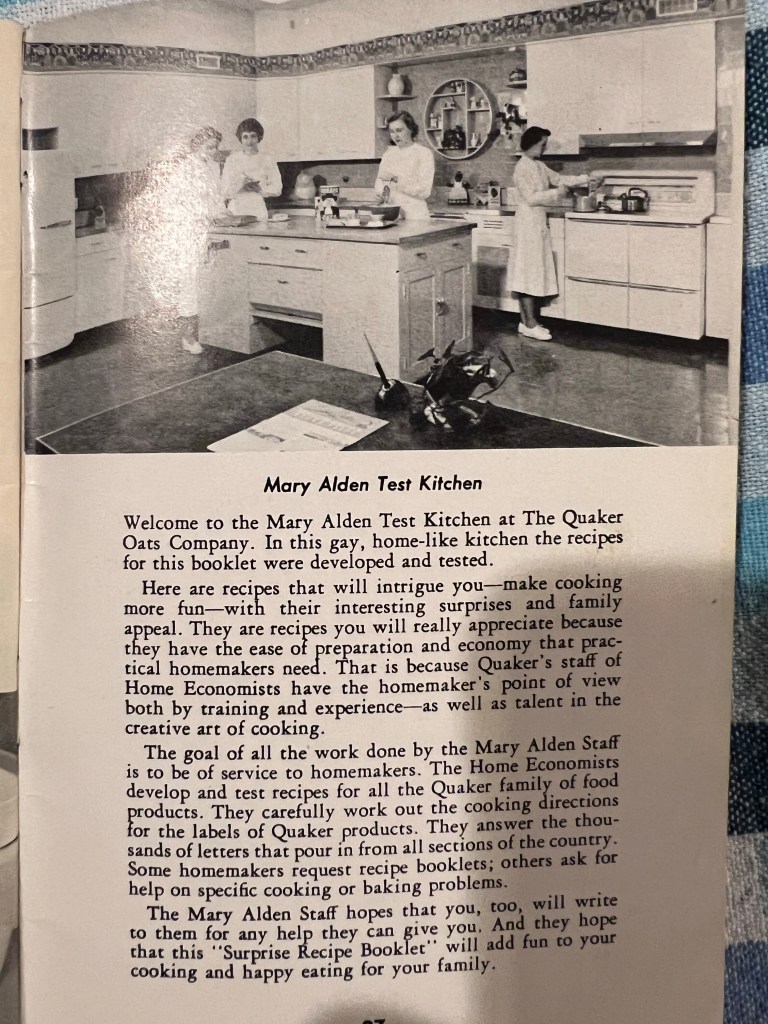 Mary Alden Test Kitchen
Welcome to the Mary Alden Test Kitchen at The Quaker
Oats Company. In this gay, home-like kitchen the recipes
for this booklet were developed and tested.
Here are recipes that will intrigue you—make cooking
more fun—with their interesting surprises and family
appeal. They are recipes you will really appreciate because
they have the ease of preparation and economy that prac-
tical homemakers need. That is because Quaker's staff of
Home Economists have the homemaker's point of view
both by training and experience—as well as talent in the
creative art of cooking.
The goal of all the work done by the Mary Alden Staff
is to be of service to homemakers. The Home Economists
develop and test recipes for all the Quaker family of food
products. They carefully work out the cooking directions
for the labels of Quaker products. They answer the thou-
sands of letters that pour in from all sections of the country.
Some homemakers request recipe booklets; others ask for
help on specific cooking or baking problems.
The Mary Alden Staff hopes that you, too, will write
to them for any help they can give you. And they hope
that this "Surprise Recipe Booklet" will add fun to your
cooking and happy eating for your family.